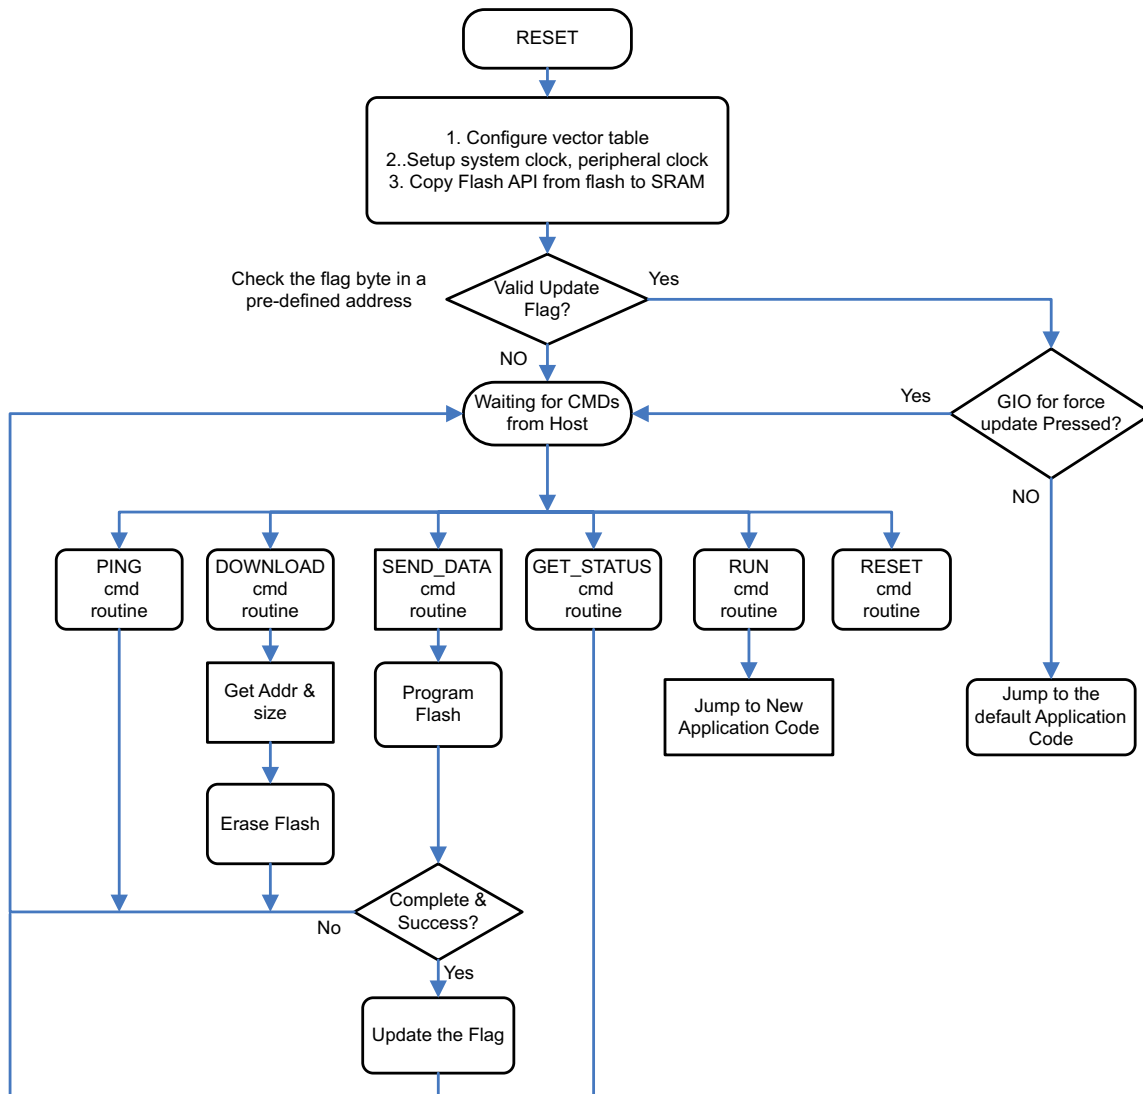 RESET
1. Configure vector table
2..Setup system clock, peripheral clock
3. Copy Flash API from flash to SRAM
Check the flag byte in a
pre-defined address
Valid Update
Flag?
Yes
NO
Waiting for CMDs
from Host
Yes
GIO for force
update Pressed?
NO
PING
cmd
routine
DOWNLOAD
cmd
routine
SEND_DATA
cmd
routine
GET_STATUS
cmd
routine
RUN
cmd
routine
RESET
cmd
routine
Get Addr &
size
Program
Flash
Jump to New
Application Code
Jump to the
default Application
Code
Erase Flash
Complete &
Success?
No
Yes
Update the Flag